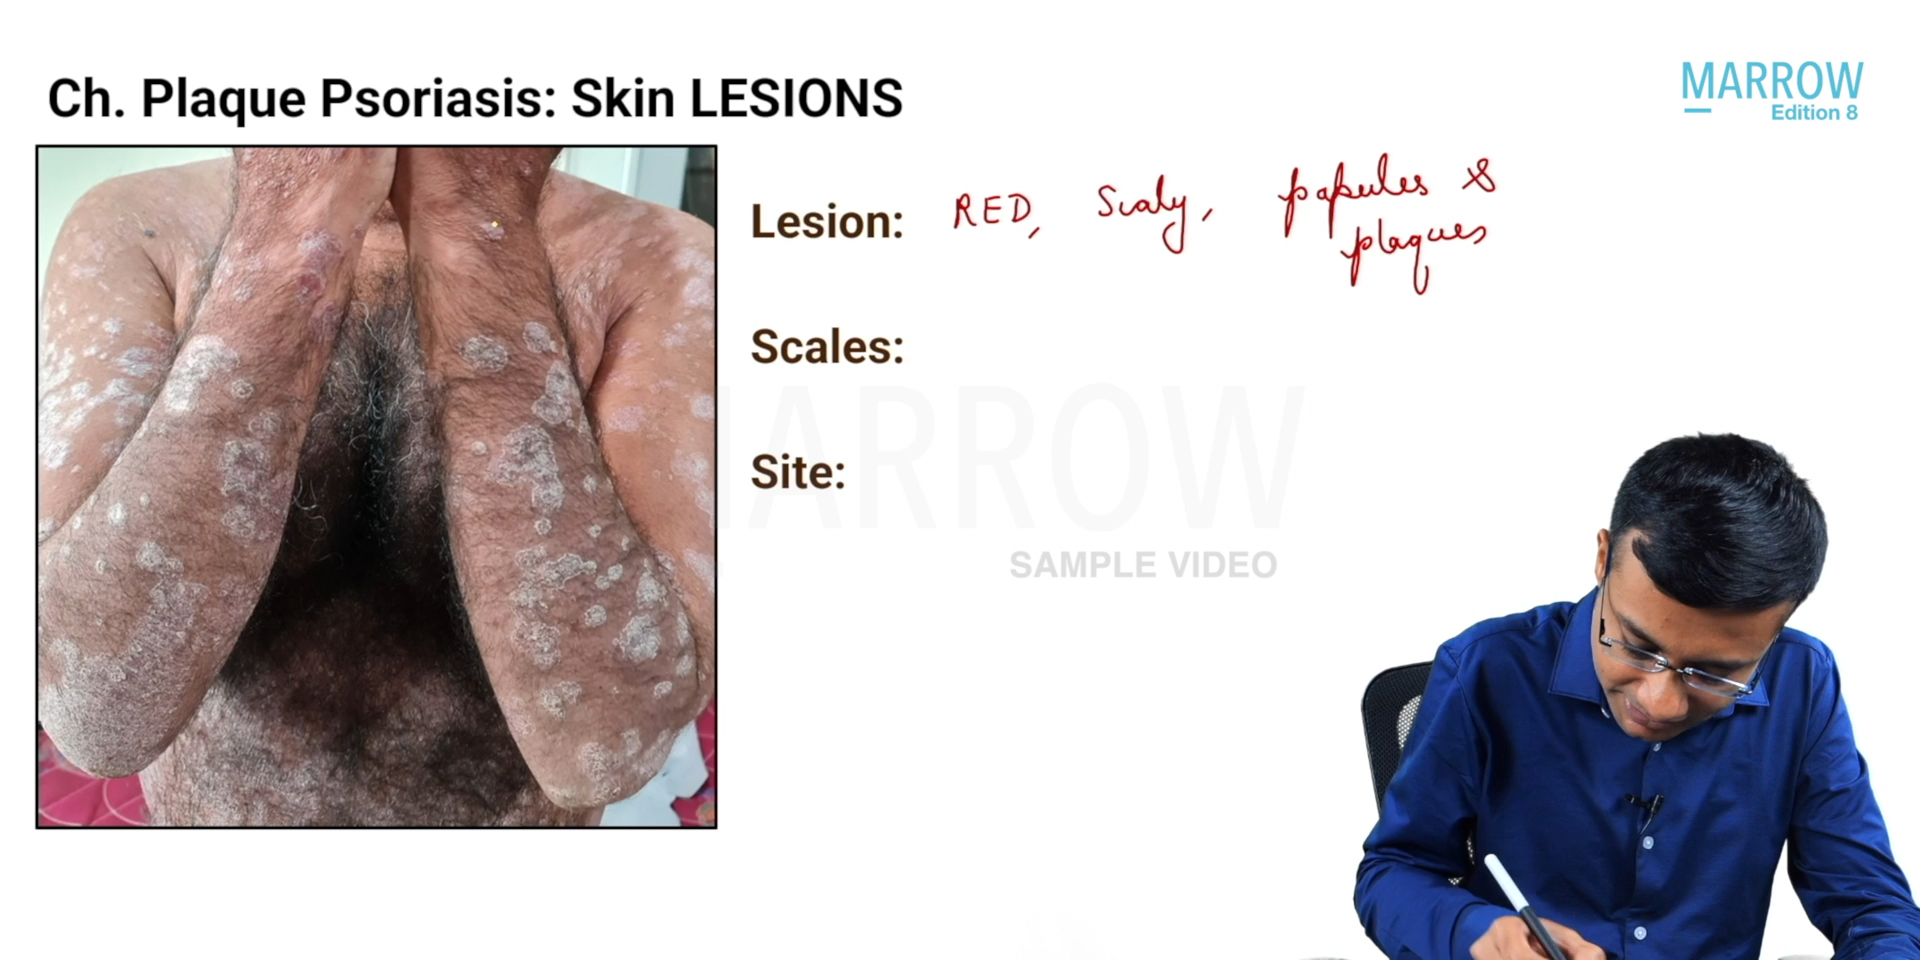 Ch. Plaque Psoriasis: Skin LESIONS
MARROW
Edition 8
Lesion: RED, Scaly, papules &
plaques
Scales:
MARROW
Site:
SAMPLE VIDEO